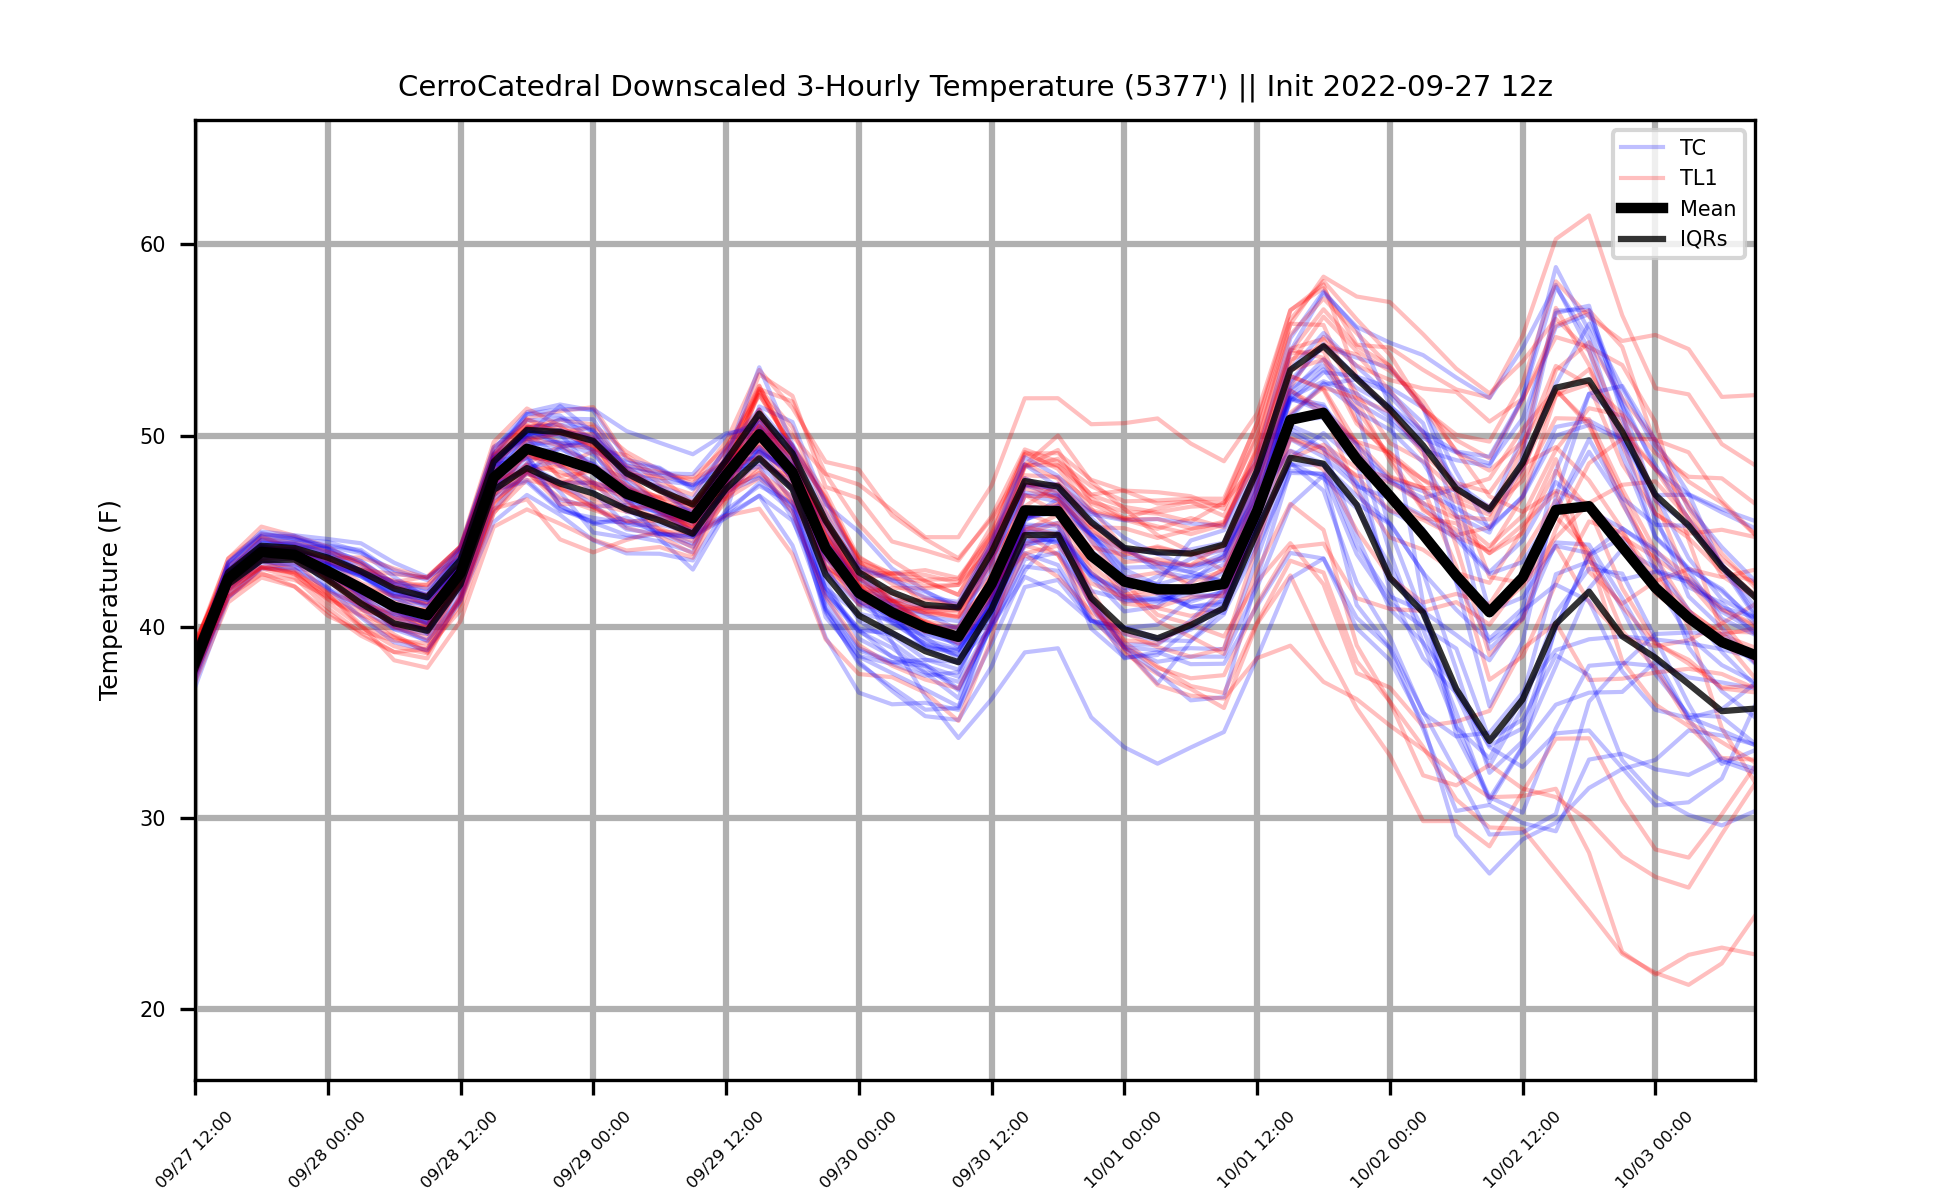 CerroCatedral Downscaled 3-Hourly Temperature (5377') || Init 2022-09-27 12z
TC
TL1
Mean
IQRs
Temperature (F)
60
50
40
30
20
09/27 12:00
09/28 00:00
09/28 12:00
09/29 00:00
09/29 12:00
09/30 00:00
09/30 12:00
10/01 00:00
10/01 12:00
10/02 00:00
10/02 12:00
10/03 00:00